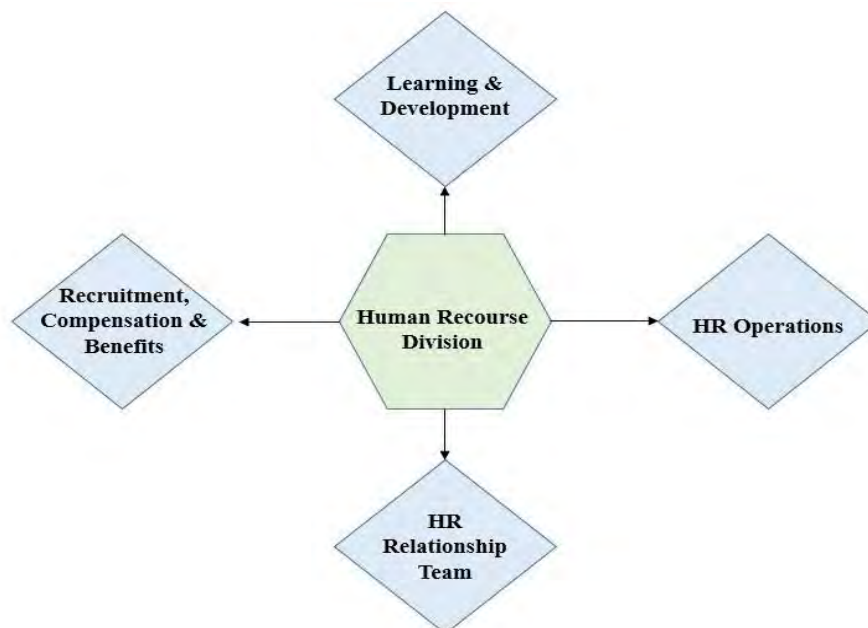 Learning &
Development
Recruitment,
Compensation &
Benefits
Human Recourse
Division
HR Operations
HR
Relationship
Team